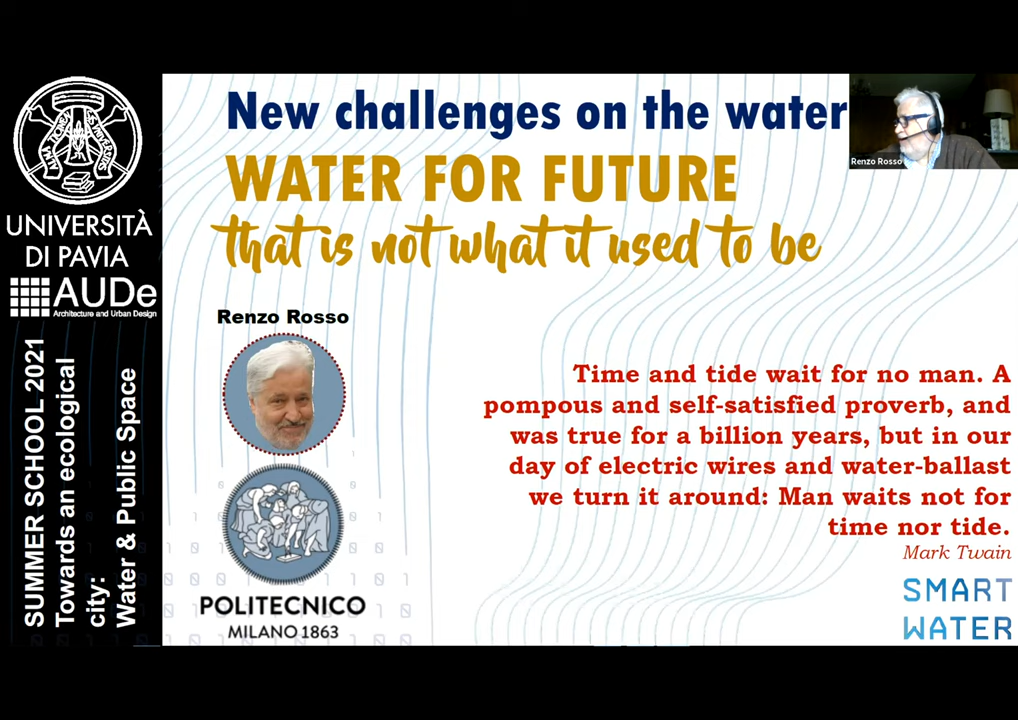 New challenges on the water
WATER FOR FUTURE
that is not what it used to be
Renzo Rosso
UNIVERSITÀ
DI PAVIA
AUDe
Architecture and Urban Design
SUMMER SCHOOL 2021
Towards an ecological
city:
Water & Public Space
Renzo Rosso
Time and tide wait for no man. A
pompous and self-satisfied proverb, and
was true for a billion years, but in our
day of electric wires and water-ballast
we turn it around: Man waits not for
time nor tide.
Mark Twain
POLITECNICO
MILANO 1863
SMART
WATER